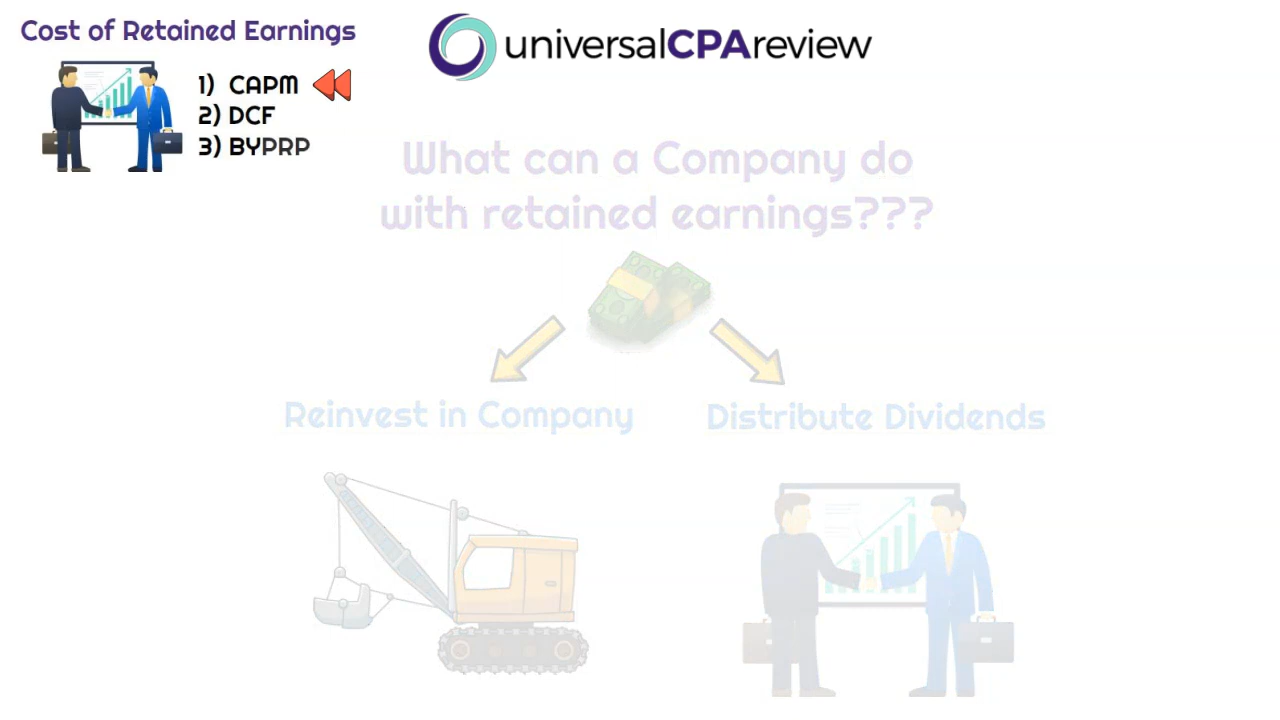 Cost of Retained Earnings
1) CAPM
2) DCF
3) BYPRP
universalCPAreview
What can a Company do
with retained earnings???
Reinvest in Company
Distribute Dividends